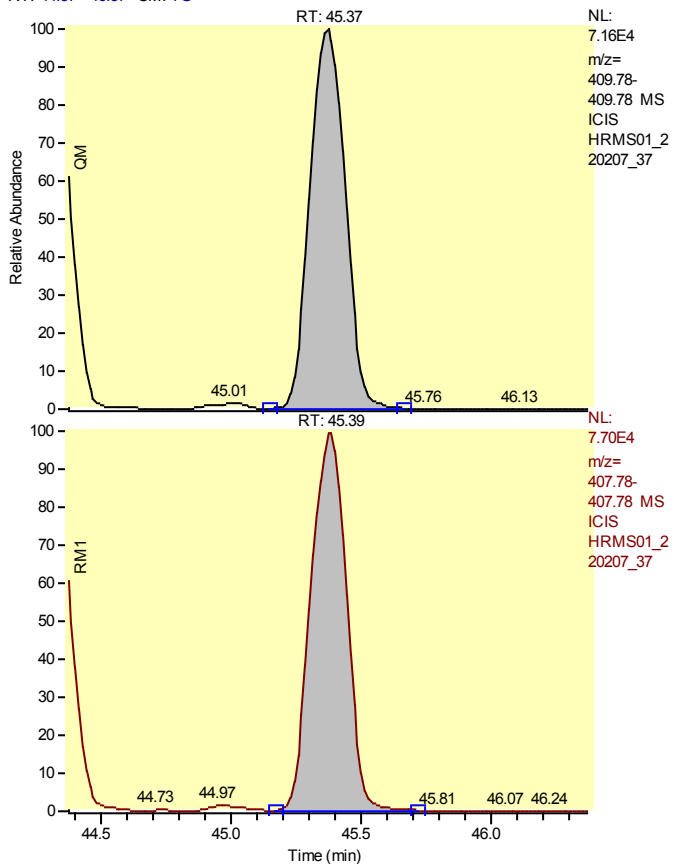 RT: 45.37
NL:
7.16E4
m/z=
409.78-
409.78 MS
ICIS
HRMS01_2
20207_37
100
90
80
70
60
50
40
30
20
10
0
Relative Abundance
QM
45.01
45.76
46.13
RT: 45.39
NL:
7.70E4
m/z=
407.78-
407.78 MS
ICIS
HRMS01_2
20207_37
100
90
80
70
60
50
40
30
20
10
0
RM1
44.73
44.97
45.81
46.07
46.24
44.5
45.0
45.5
46.0
Time (min)